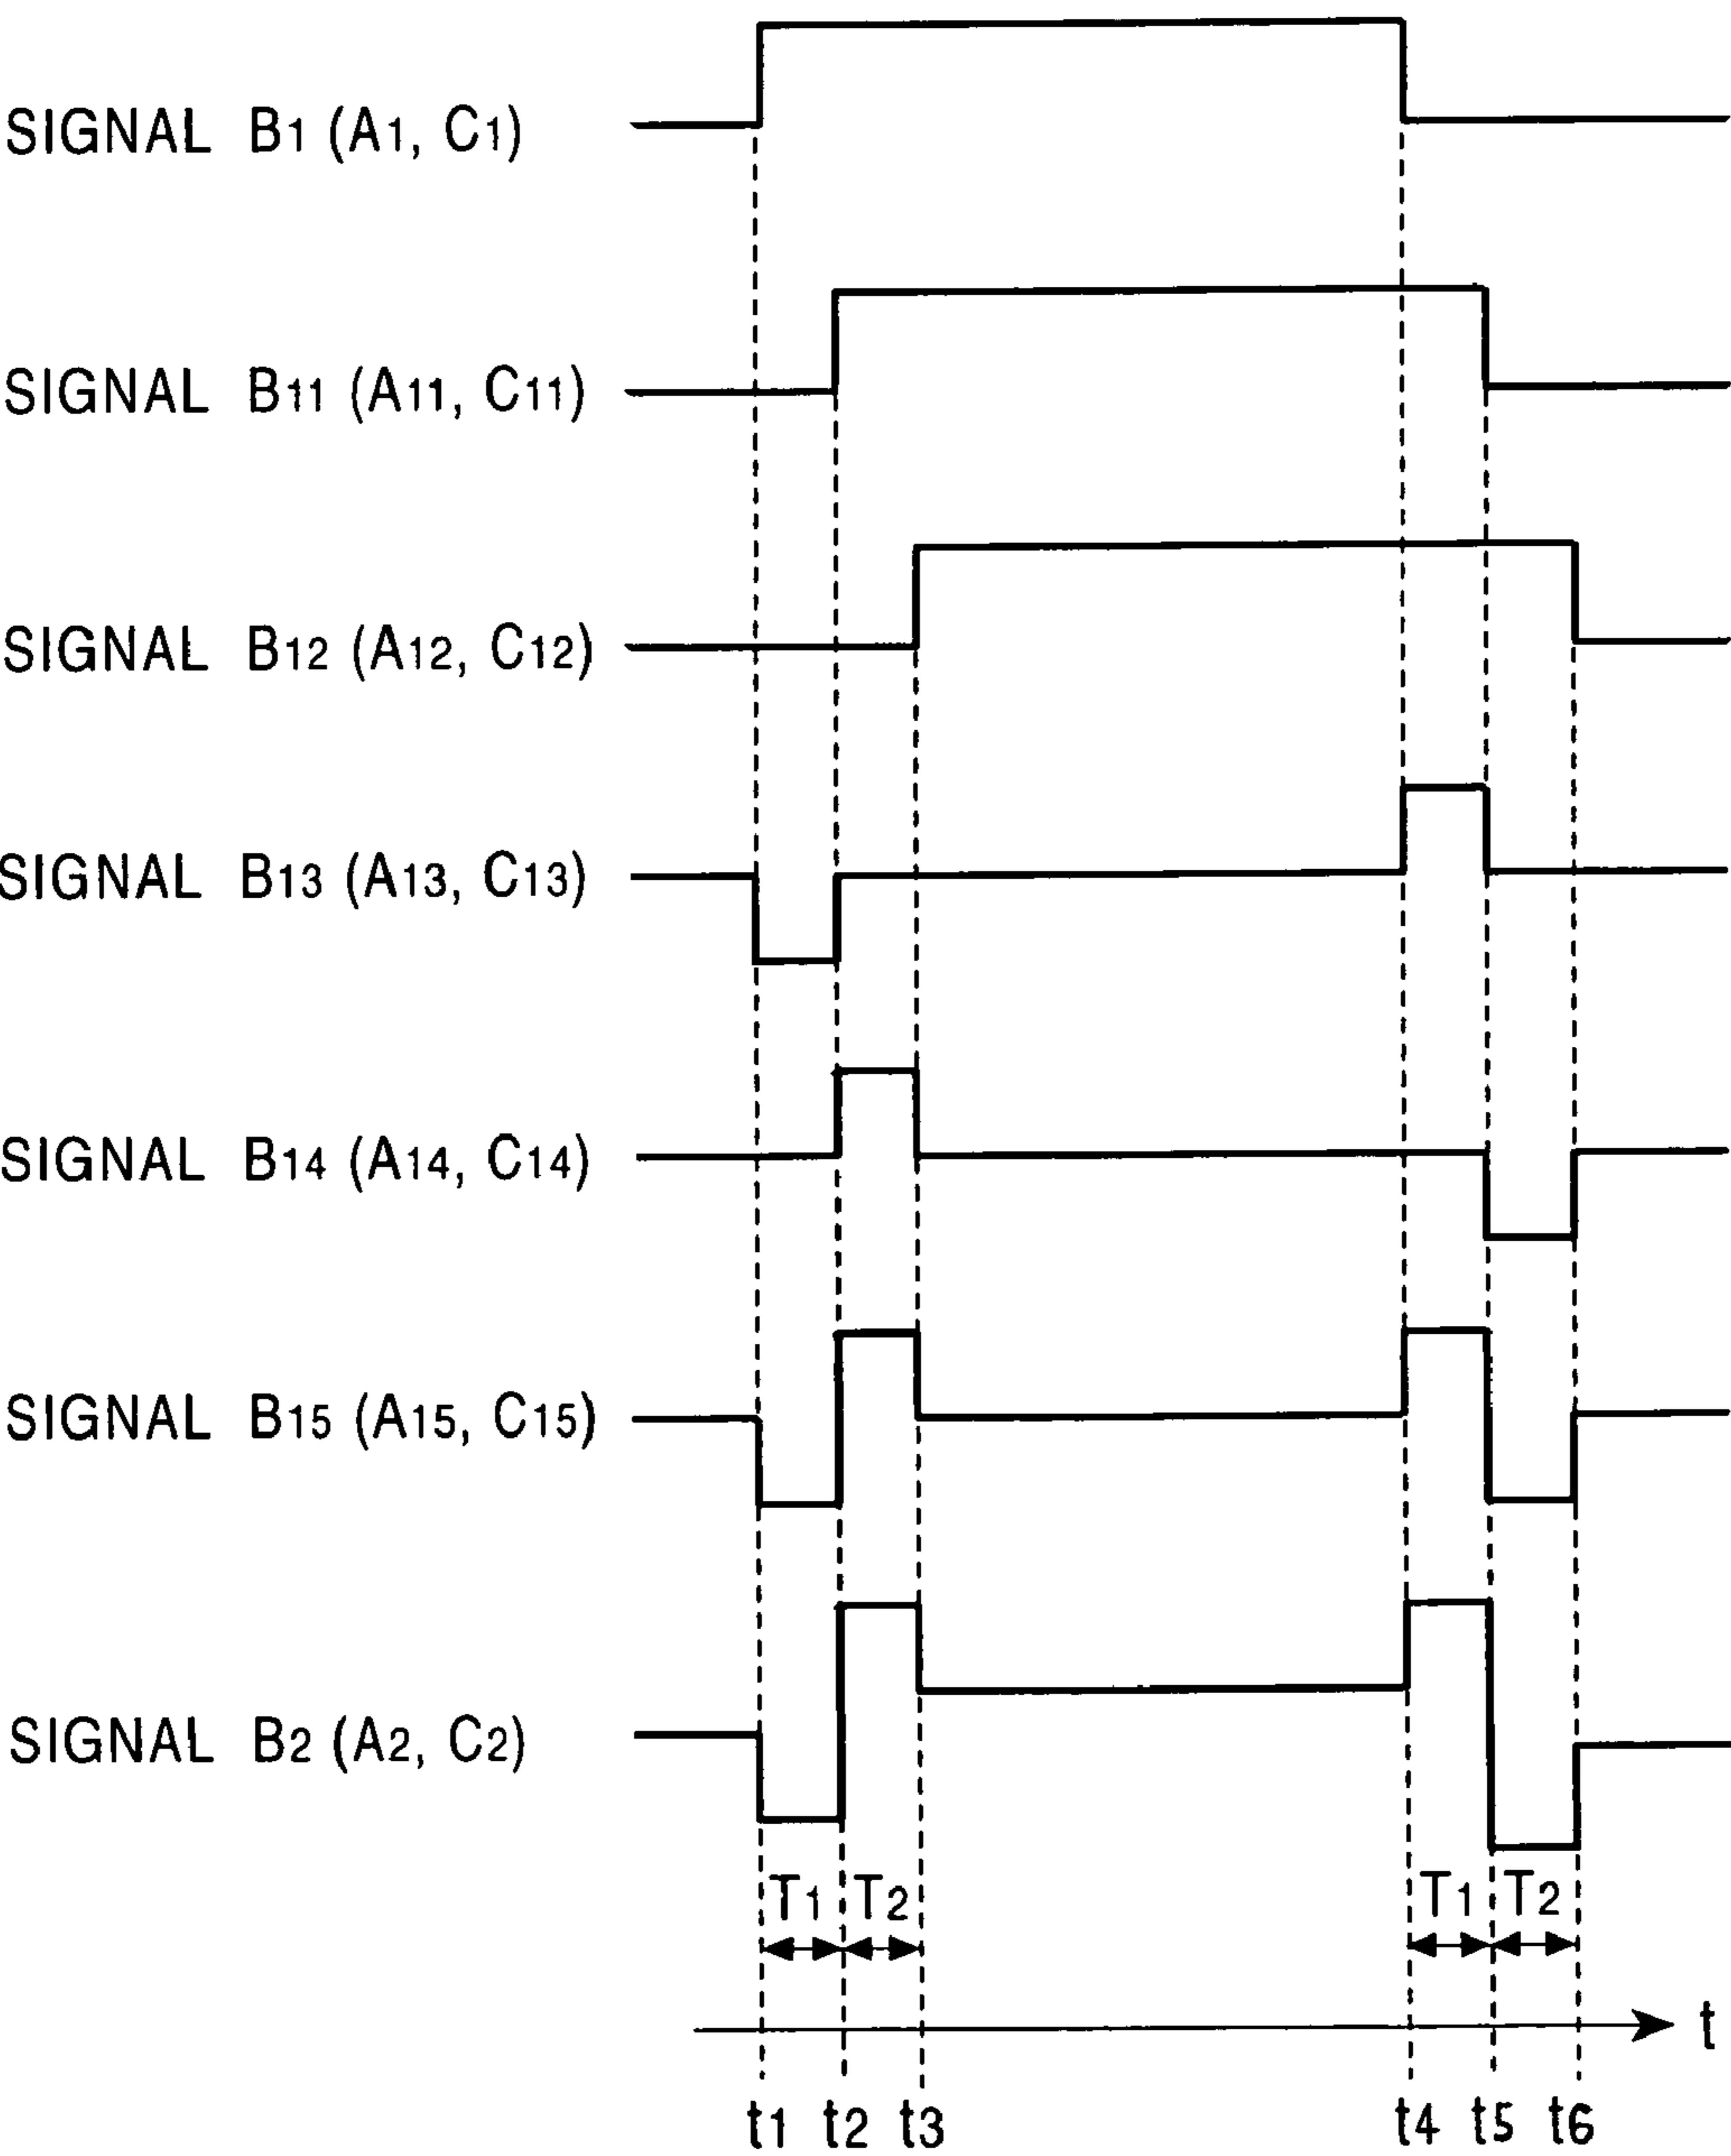 SIGNAL B1 (A1, C1)
SIGNAL B11 (A11, C11)
SIGNAL B12 (A12, C12)
SIGNAL B13 (A13, C13)
SIGNAL B14 (A14, C14)
SIGNAL B15 (A15, C15)
SIGNAL B2 (A2, C2)
T1 T2 T1 T2
t
t1 t2 t3 t4 t5 t6